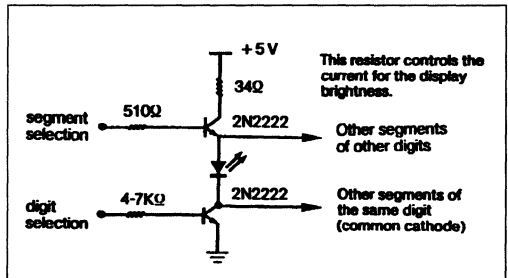 +5V
This resistor controls the
current for the display
brightness.
34Ω
510Ω
segment
selection
2N2222
Other segments
of other digits
2N2222
4-7KΩ
digit
selection
Other segments of
the same digit
(common cathode)